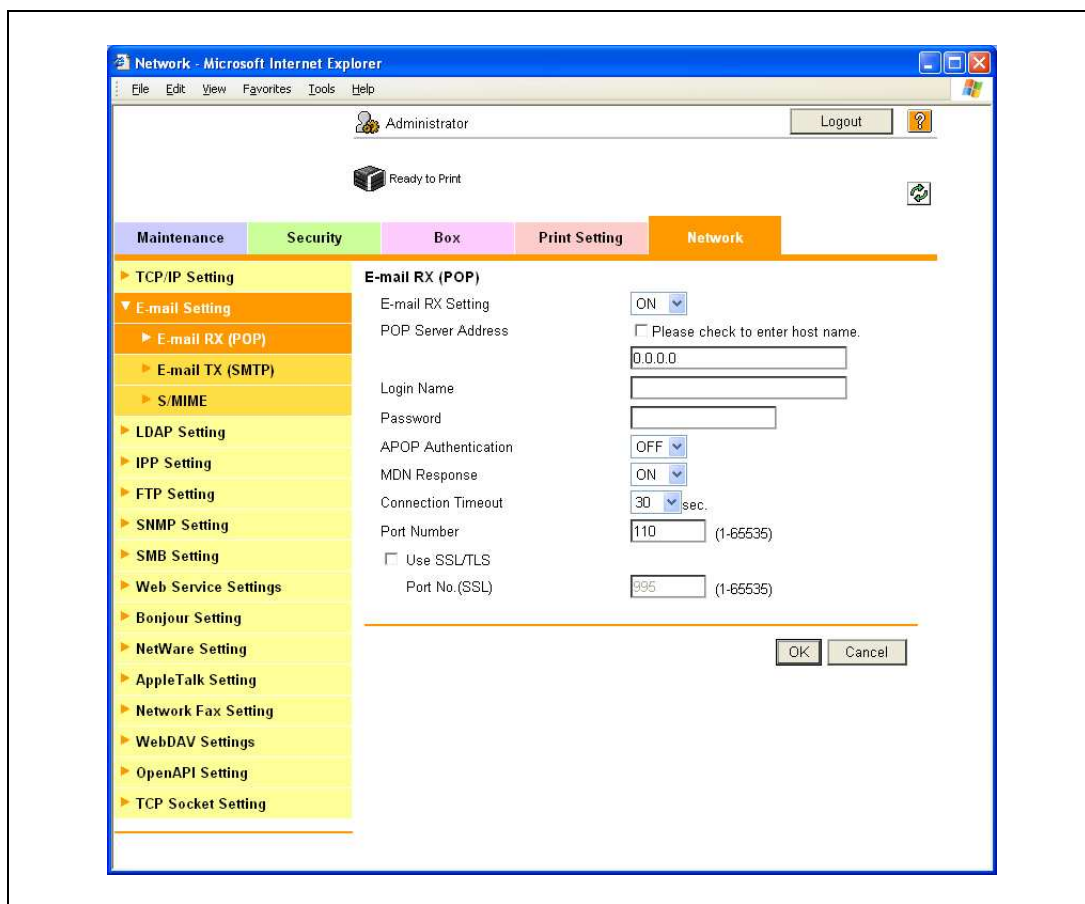 Network - Microsoft Internet Explorer
File Edit View Favorites Tools Help
Administrator
Logout
?
Ready to Print
Maintenance Security Box Print Setting Network
TCP/IP Setting
E-mail Setting
E-mail RX (POP)
E-mail TX (SMTP)
S/MIME
LDAP Setting
IPP Setting
FTP Setting
SNMP Setting
SMB Setting
Web Service Settings
Bonjour Setting
NetWare Setting
AppleTalk Setting
Network Fax Setting
WebDAV Settings
OpenAPI Setting
TCP Socket Setting
E-mail RX (POP)
E-mail RX Setting ON
POP Server Address Please check to enter host name.
0.0.0.0
Login Name
Password
APOP Authentication OFF
MDN Response ON
Connection Timeout 30 sec.
Port Number 110 (1-65535)
Use SSL/TLS
Port No.(SSL) 995 (1-65535)
OK Cancel